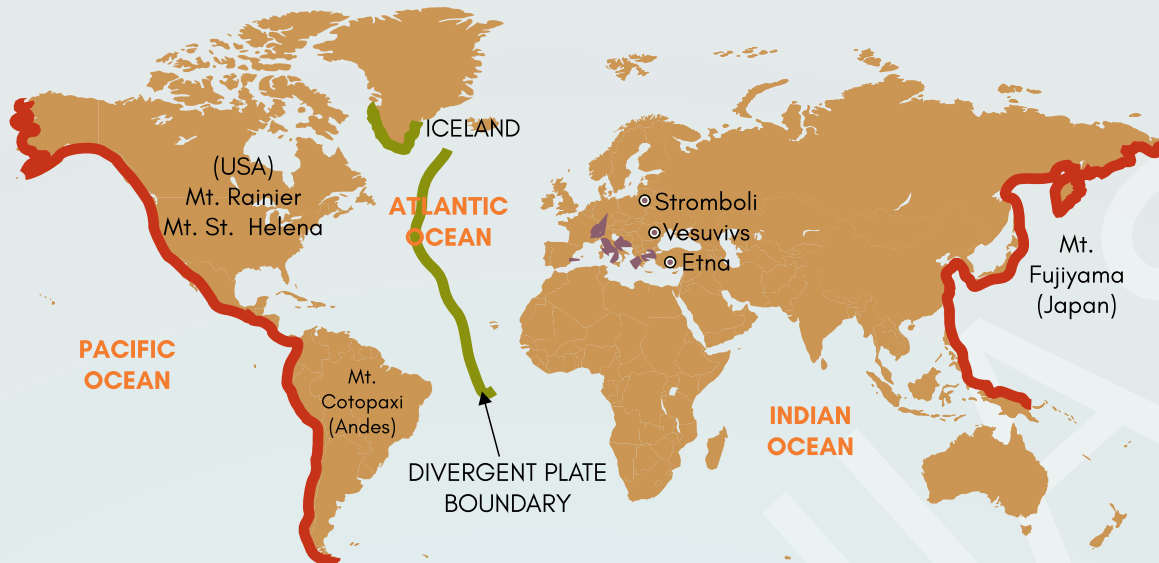 ICELAND
(USA)
Mt. Rainier
Mt. St. Helena
ATLANTIC
OCEAN
Stromboli
Vesuvivs
Etna
Mt.
Fujiyama
(Japan)
PACIFIC
OCEAN
Mt.
Cotopaxi
(Andes)
INDIAN
OCEAN
DIVERGENT PLATE
BOUNDARY